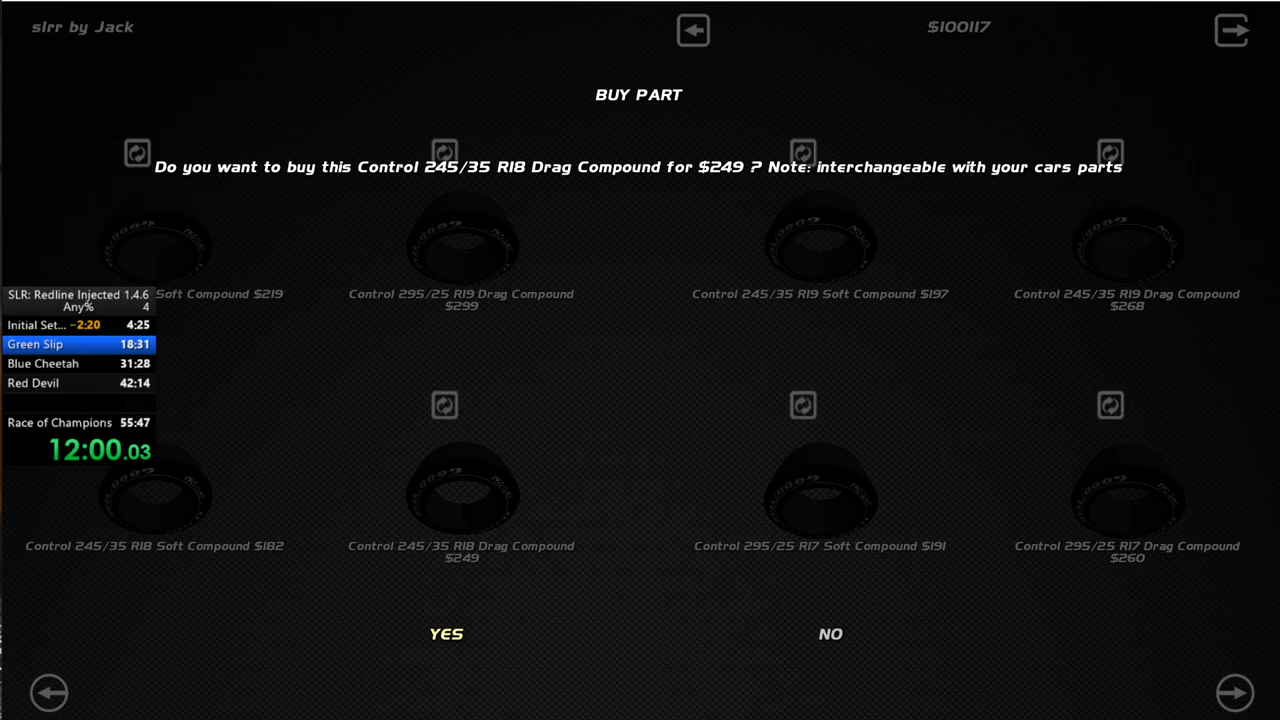 slrr by Jack
$100117
BUY PART
Do you want to buy this Control 245/35 R18 Drag Compound for $249 ? Note: interchangeable with your cars parts
Soft Compound $219
Control 295/25 R19 Drag Compound
$299
Control 245/35 R19 Soft Compound $197
Control 245/35 R19 Drag Compound
$268
SLR: Redline Injected 1.4.6
Any% 4
Initial Set... -2:20 4:25
Green Slip 18:31
Blue Cheetah 31:28
Red Devil 42:14
Race of Champions 55:47
12:00.03
Control 245/35 R18 Soft Compound $182
Control 245/35 R18 Drag Compound
$249
Control 295/25 R17 Soft Compound $191
Control 295/25 R17 Drag Compound
$260
YES
NO